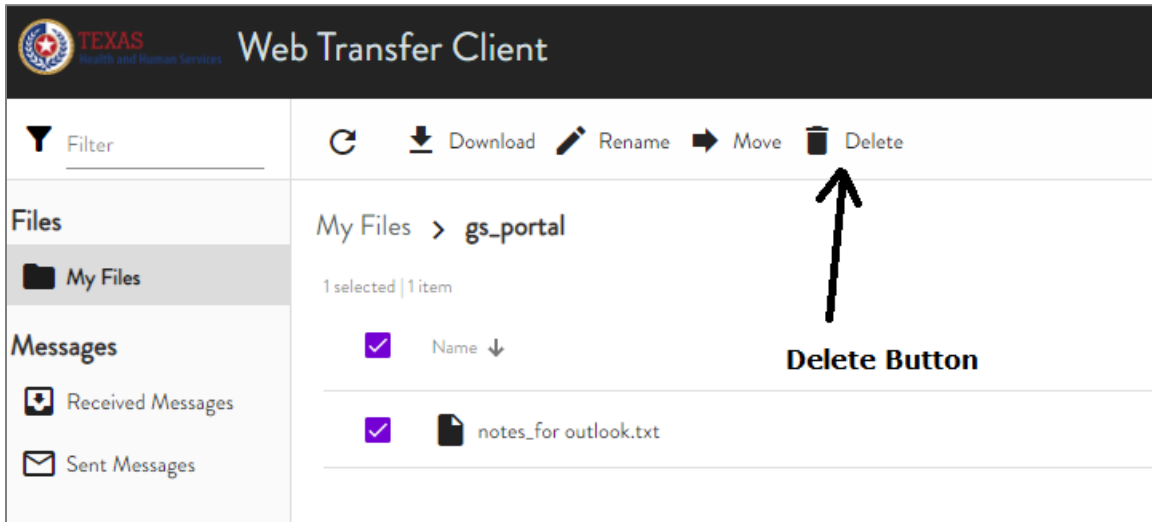 TEXAS
Health and Human Services
Web Transfer Client
Filter
Download Rename Move Delete
Files
My Files
Messages
Received Messages
Sent Messages
My Files > gs_portal
1 selected | 1 item
Name
Delete Button
notes_for outlook.txt